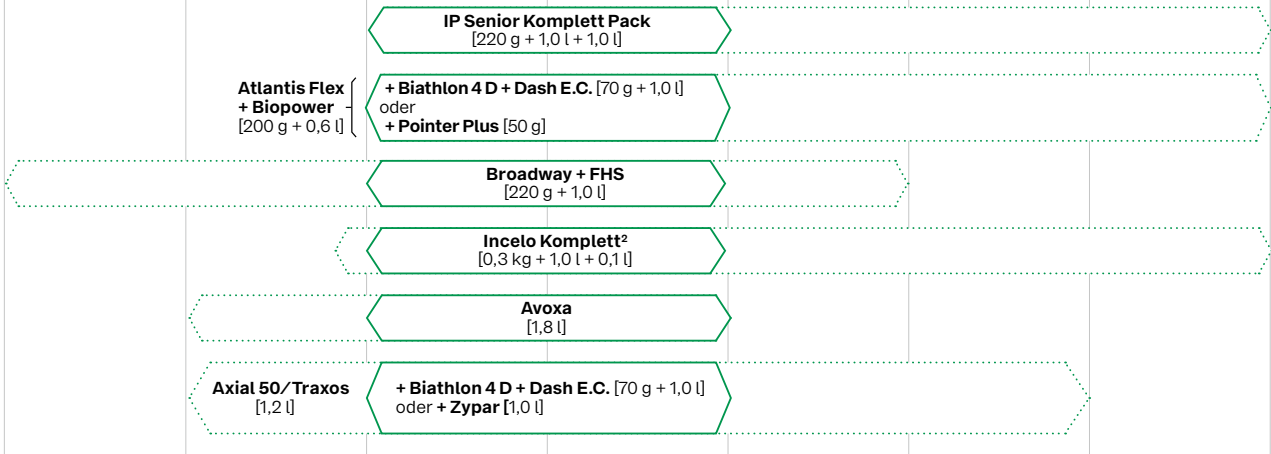 IP Senior Komplett Pack
[220 g + 1,0 l + 1,0 l]
Atlantis Flex
+ Biopower
[200 g + 0,6 l]
+ Biathlon 4 D + Dash E.C. [70 g + 1,0 l]
oder
+ Pointer Plus [50 g]
Broadway + FHS
[220 g + 1,0 l]
Incelo Komplett²
[0,3 kg + 1,0 l + 0,1 l]
Avoxa
[1,8 l]
Axial 50/Traxos
[1,2 l]
+ Biathlon 4 D + Dash E.C. [70 g + 1,0 l]
oder + Zypar [1,0 l]